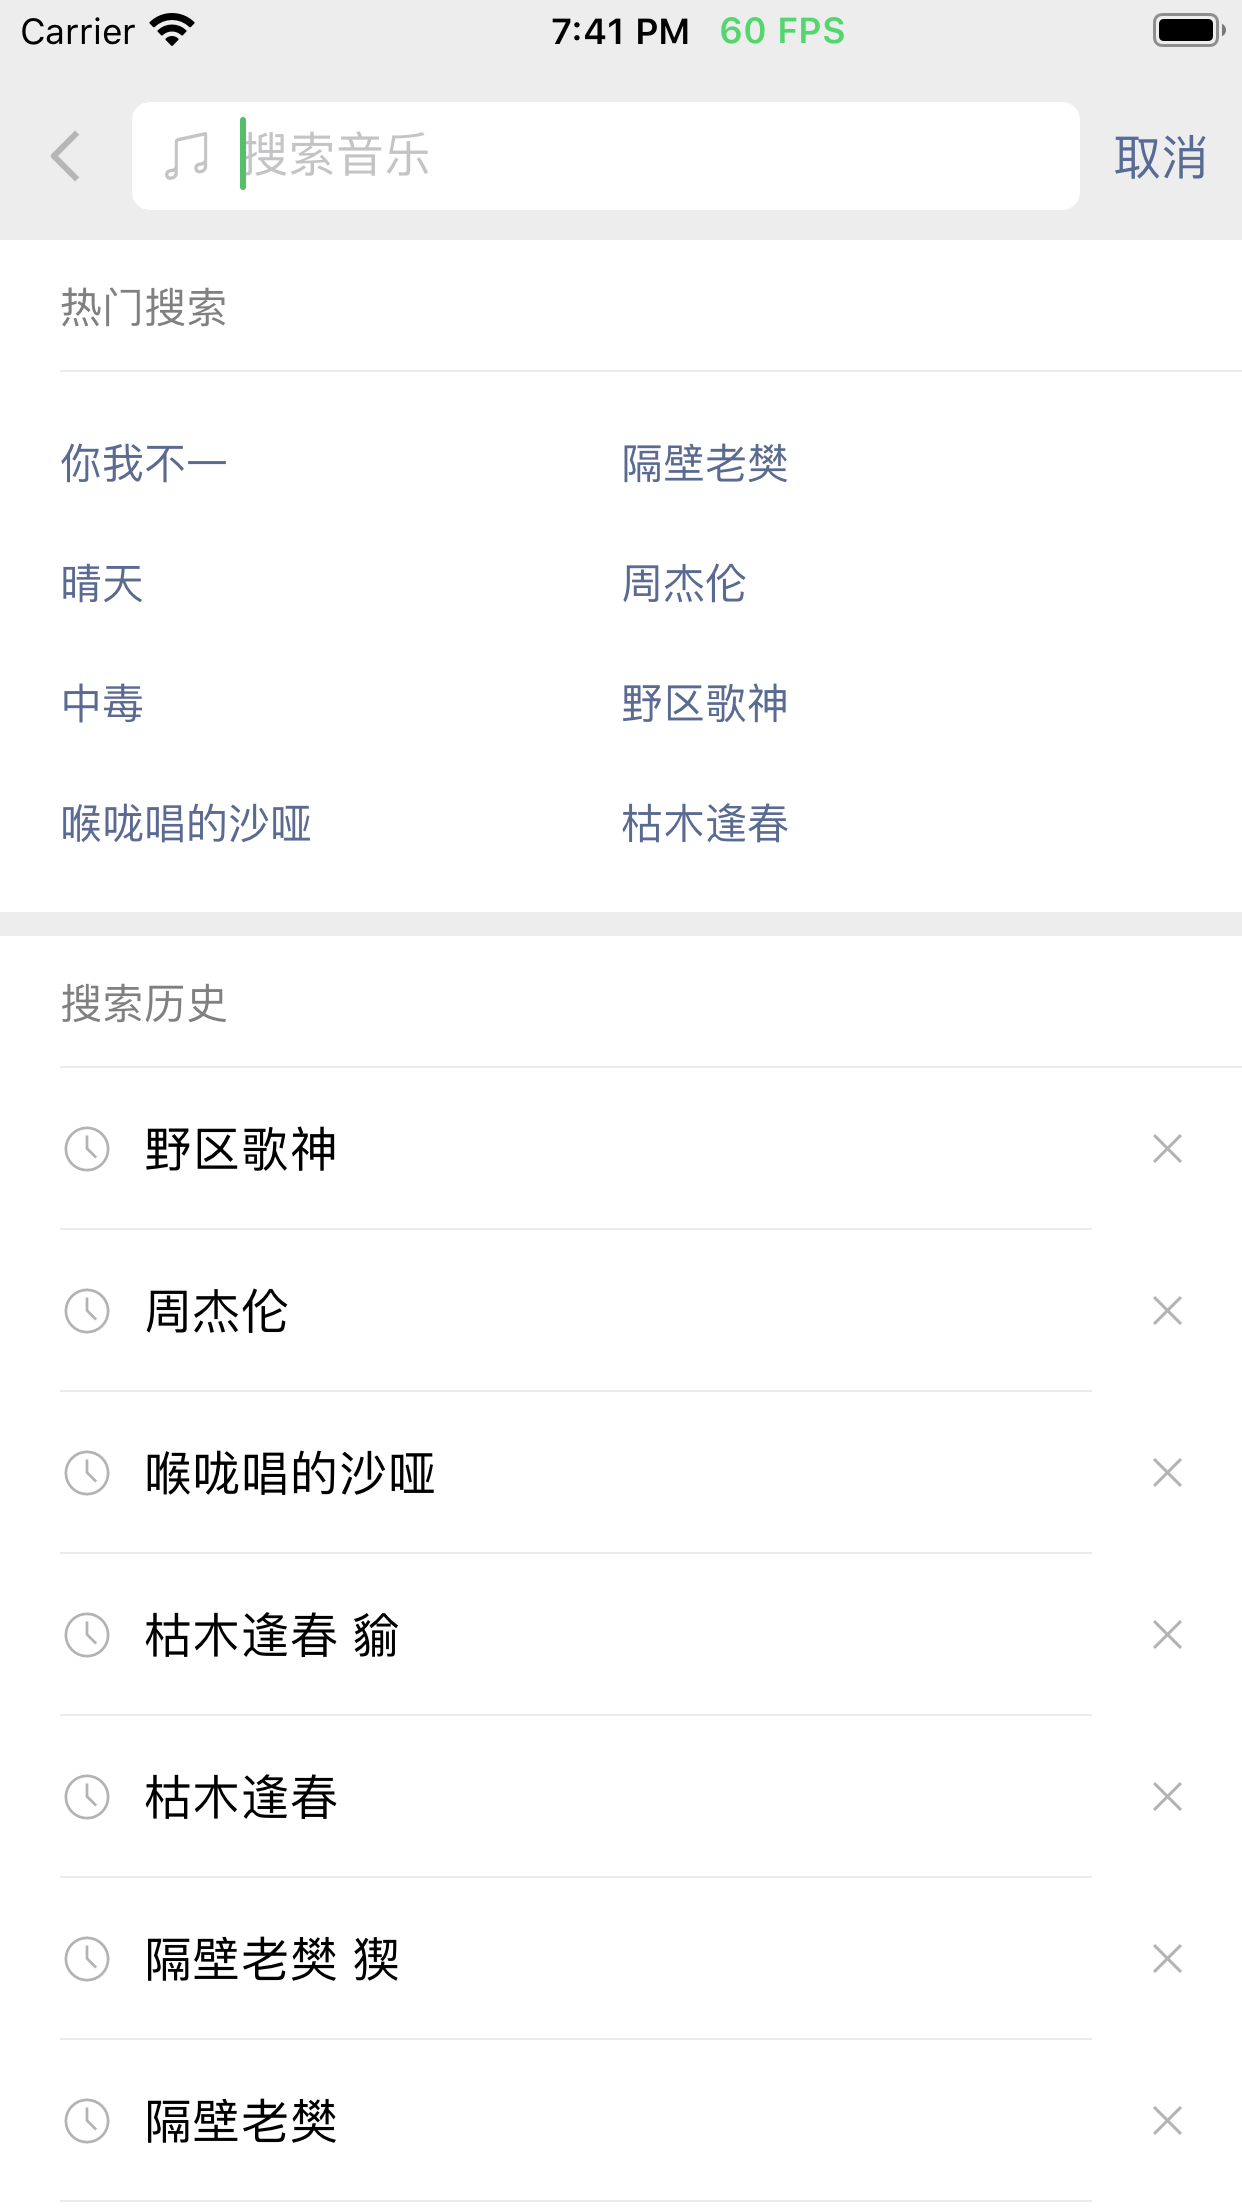 Carrier 7:41 PM 60 FPS
搜索音乐 取消
热门搜索
你我不一 隔壁老樊
晴天 周杰伦
中毒 野区歌神
喉咙唱的沙哑 枯木逢春
搜索历史
野区歌神
周杰伦
喉咙唱的沙哑
枯木逢春 貐
枯木逢春
隔壁老樊 猰
隔壁老樊